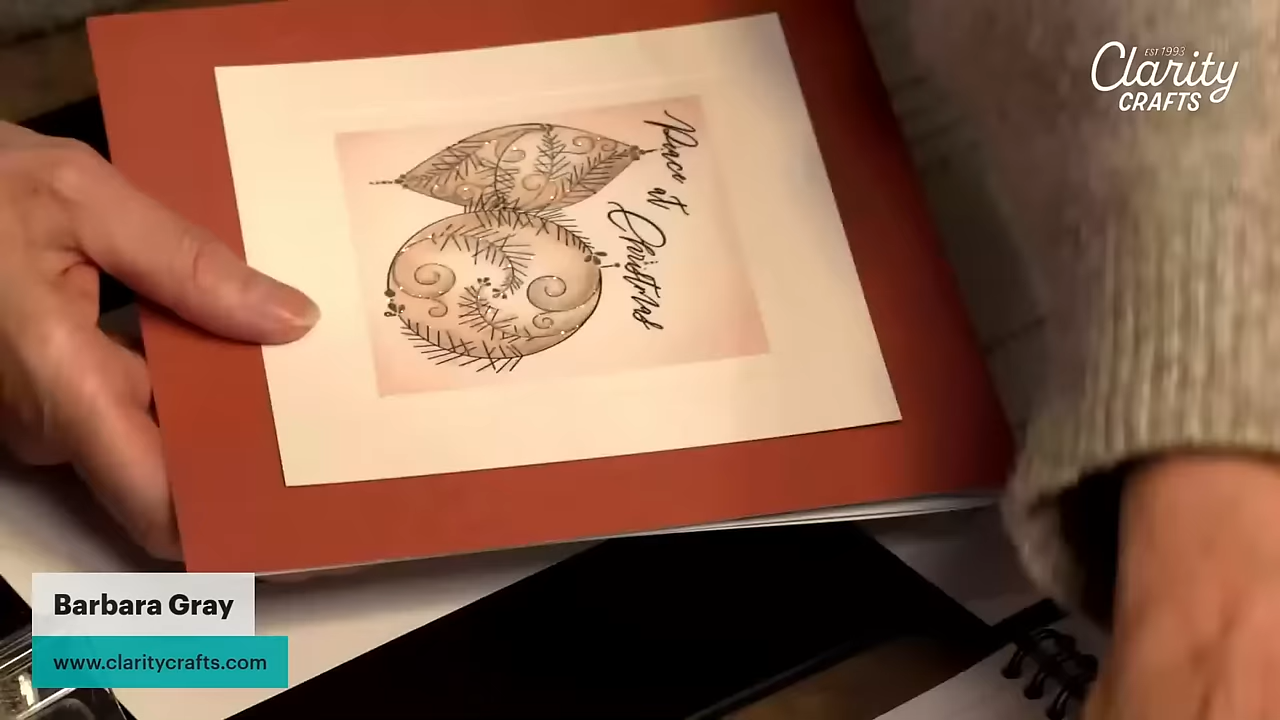 EST 1993
Clarity
CRAFTS
Peace at
Christmas
Barbara Gray
www.claritycrafts.com